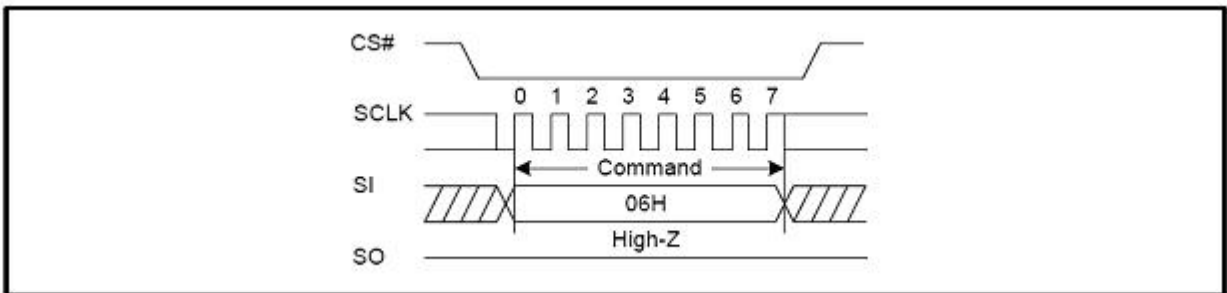 CS#
0 1 2 3 4 5 6 7
SCLK
Command
SI
06H
High-Z
SO